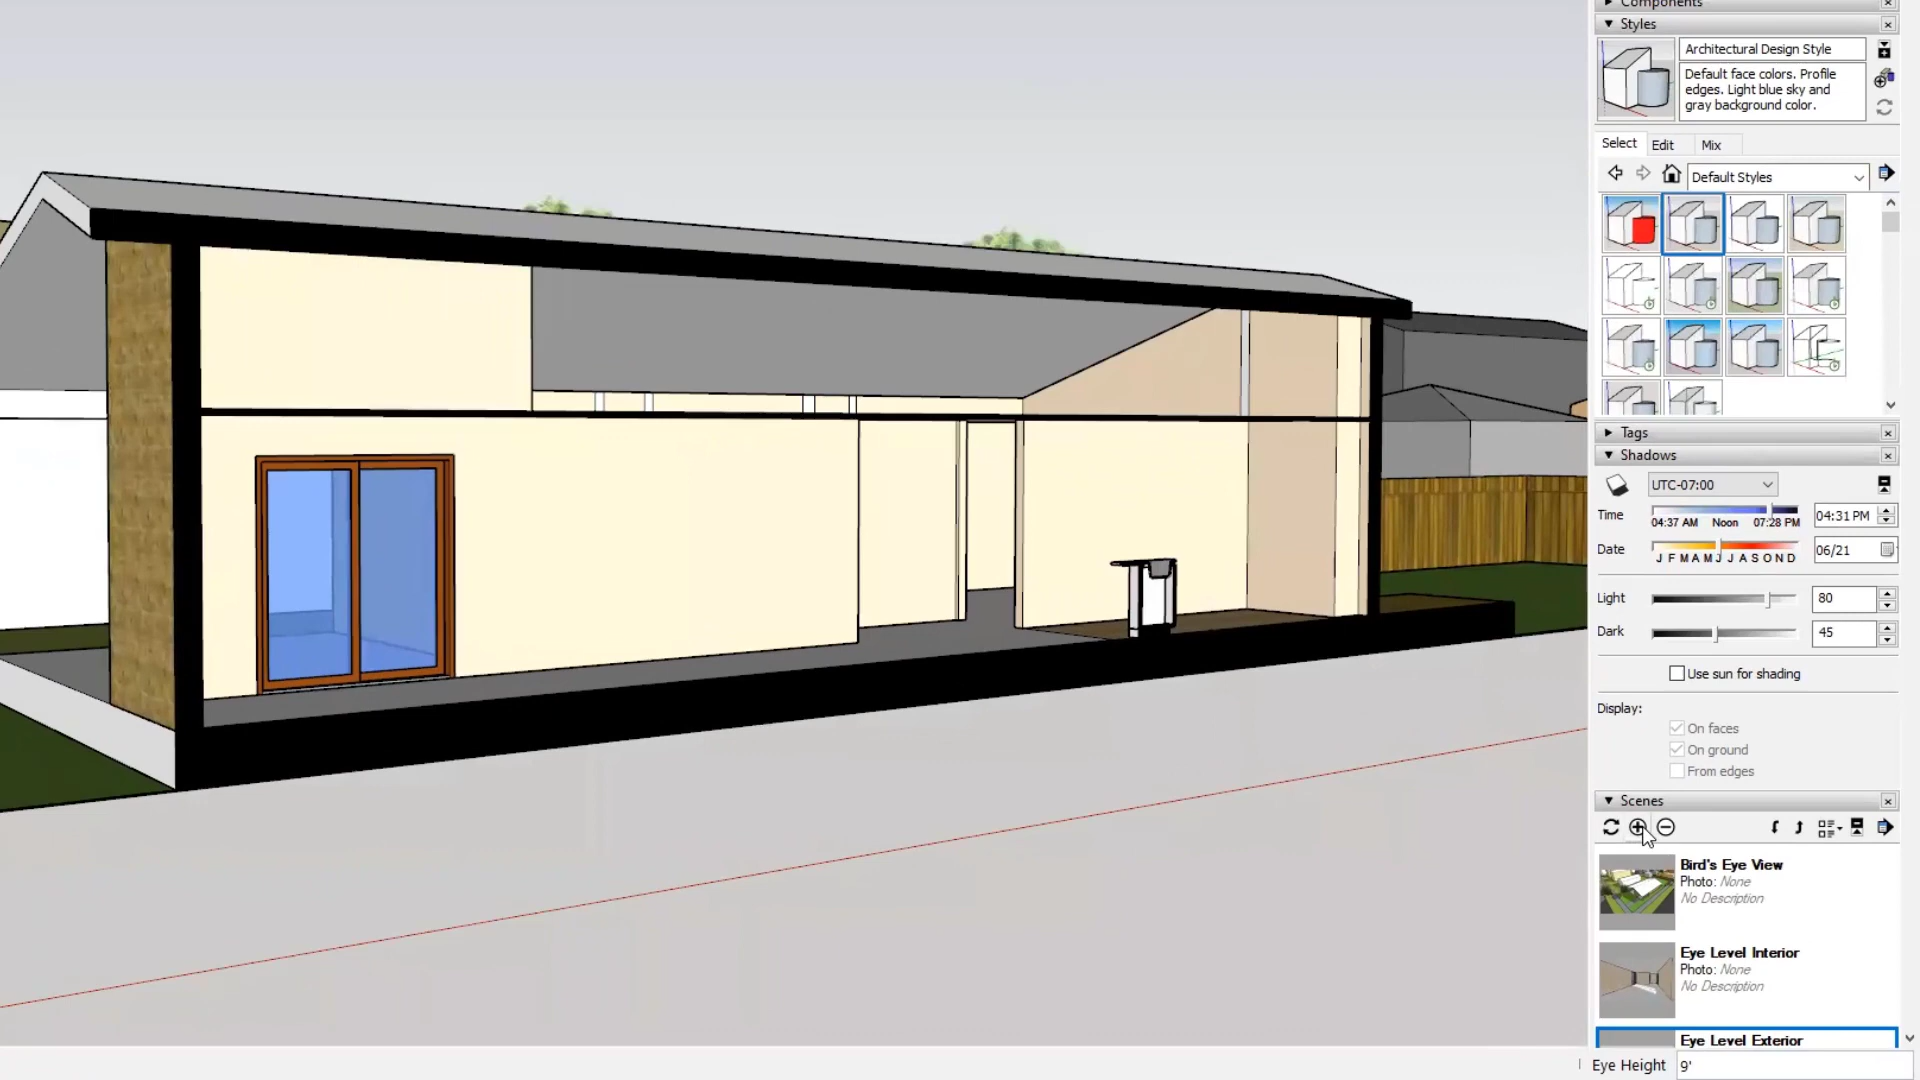 Components
Styles
Architectural Design Style
Default face colors. Profile
edges. Light blue sky and
gray background color.
Select Edit Mix
Default Styles
Tags
Shadows
UTC-07:00
Time 04:37 AM Noon 07:28 PM 04:31 PM
Date J F M A M J J A S O N D 06/21
Light 80
Dark 45
Use sun for shading
Display:
On faces
On ground
From edges
Scenes
Bird's Eye View
Photo: None
No Description
Eye Level Interior
Photo: None
No Description
Eye Level Exterior
Eye Height 9'